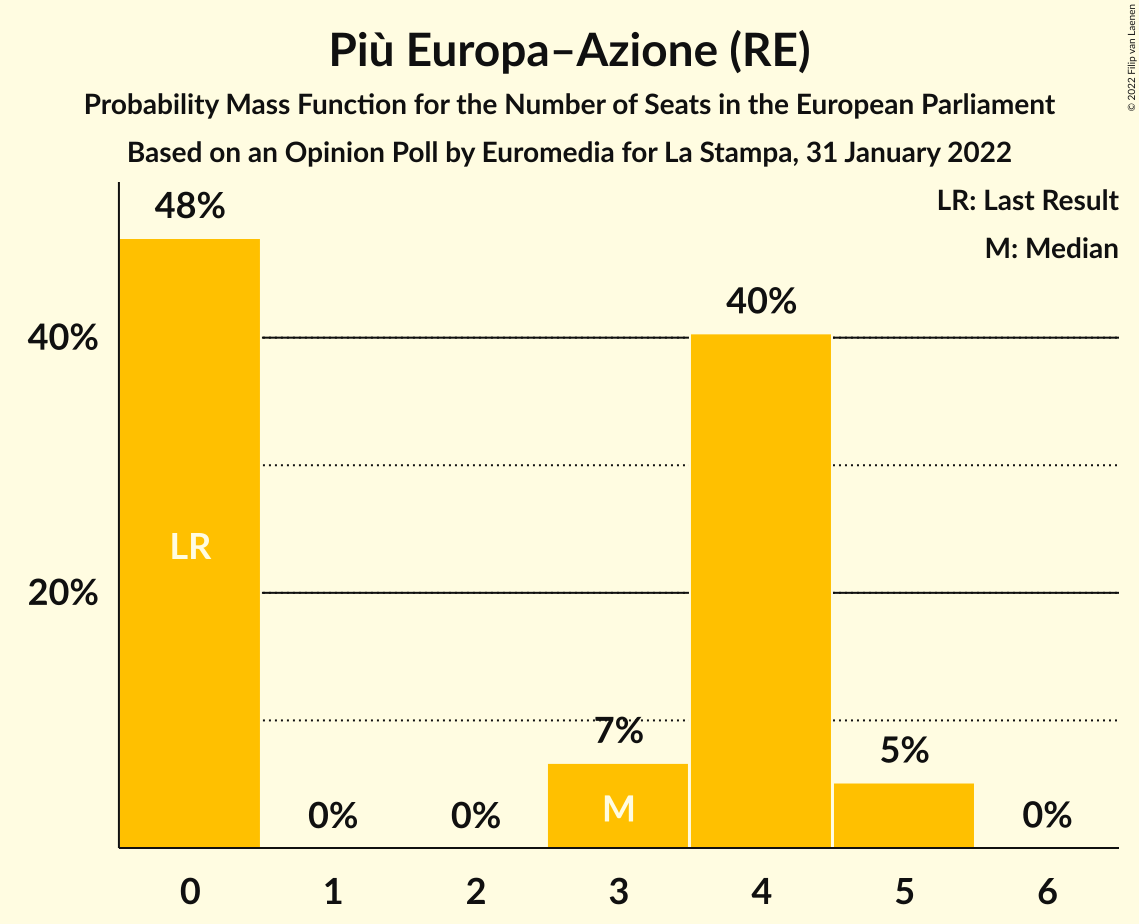 Più Europa–Azione (RE)
Probability Mass Function for the Number of Seats in the European Parliament
Based on an Opinion Poll by Euromedia for La Stampa, 31 January 2022
© 2022 Filip van Laenen
LR: Last Result
M: Median
48%
40%
40%
LR
20%
7%
5%
M
0%
0%
0%
0
1
2
3
4
5
6